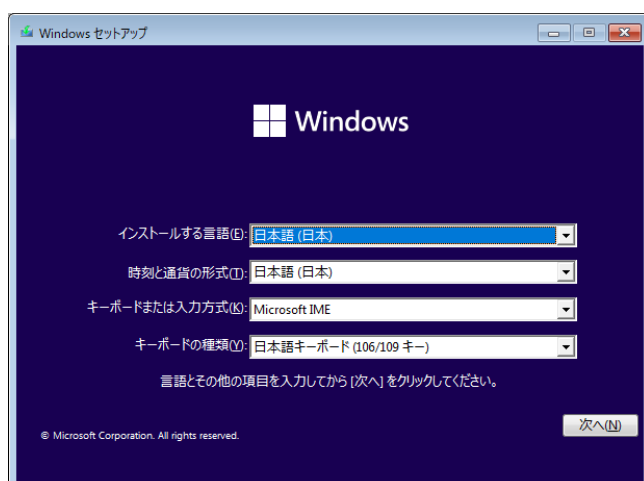 Windows セットアップ
Windows
インストールする言語(E): 日本語 (日本)
時刻と通貨の形式(T): 日本語 (日本)
キーボードまたは入力方式(K): Microsoft IME
キーボードの種類(Y): 日本語キーボード (106/109 キー)
言語とその他の項目を入力してから [次へ] をクリックしてください。
次へ(N)
© Microsoft Corporation. All rights reserved.